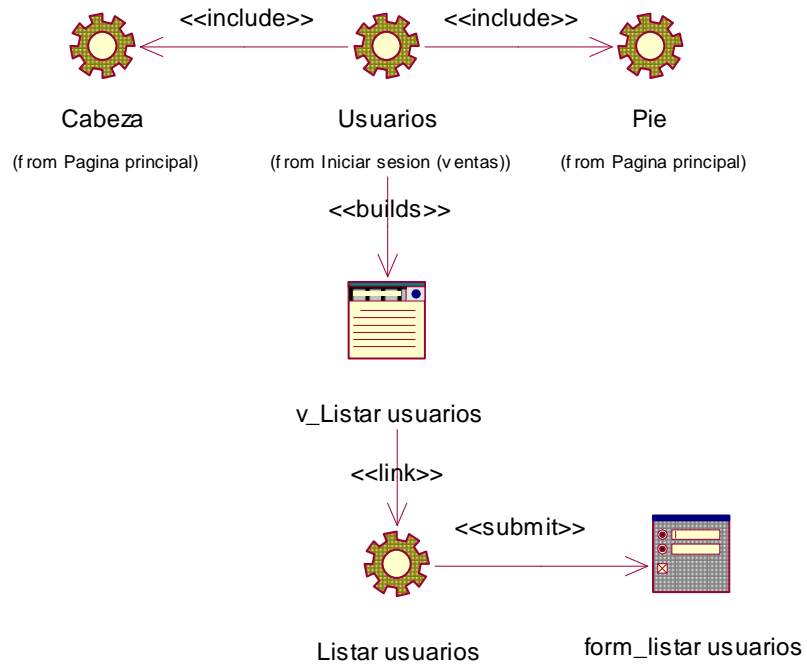 <<include>> <<include>>
Cabeza Usuarios Pie
(from Pagina principal) (from Iniciar sesion (ventas)) (from Pagina principal)
<<builds>>
v_Listar usuarios
<<link>>
<<submit>>
Listar usuarios form_listar usuarios